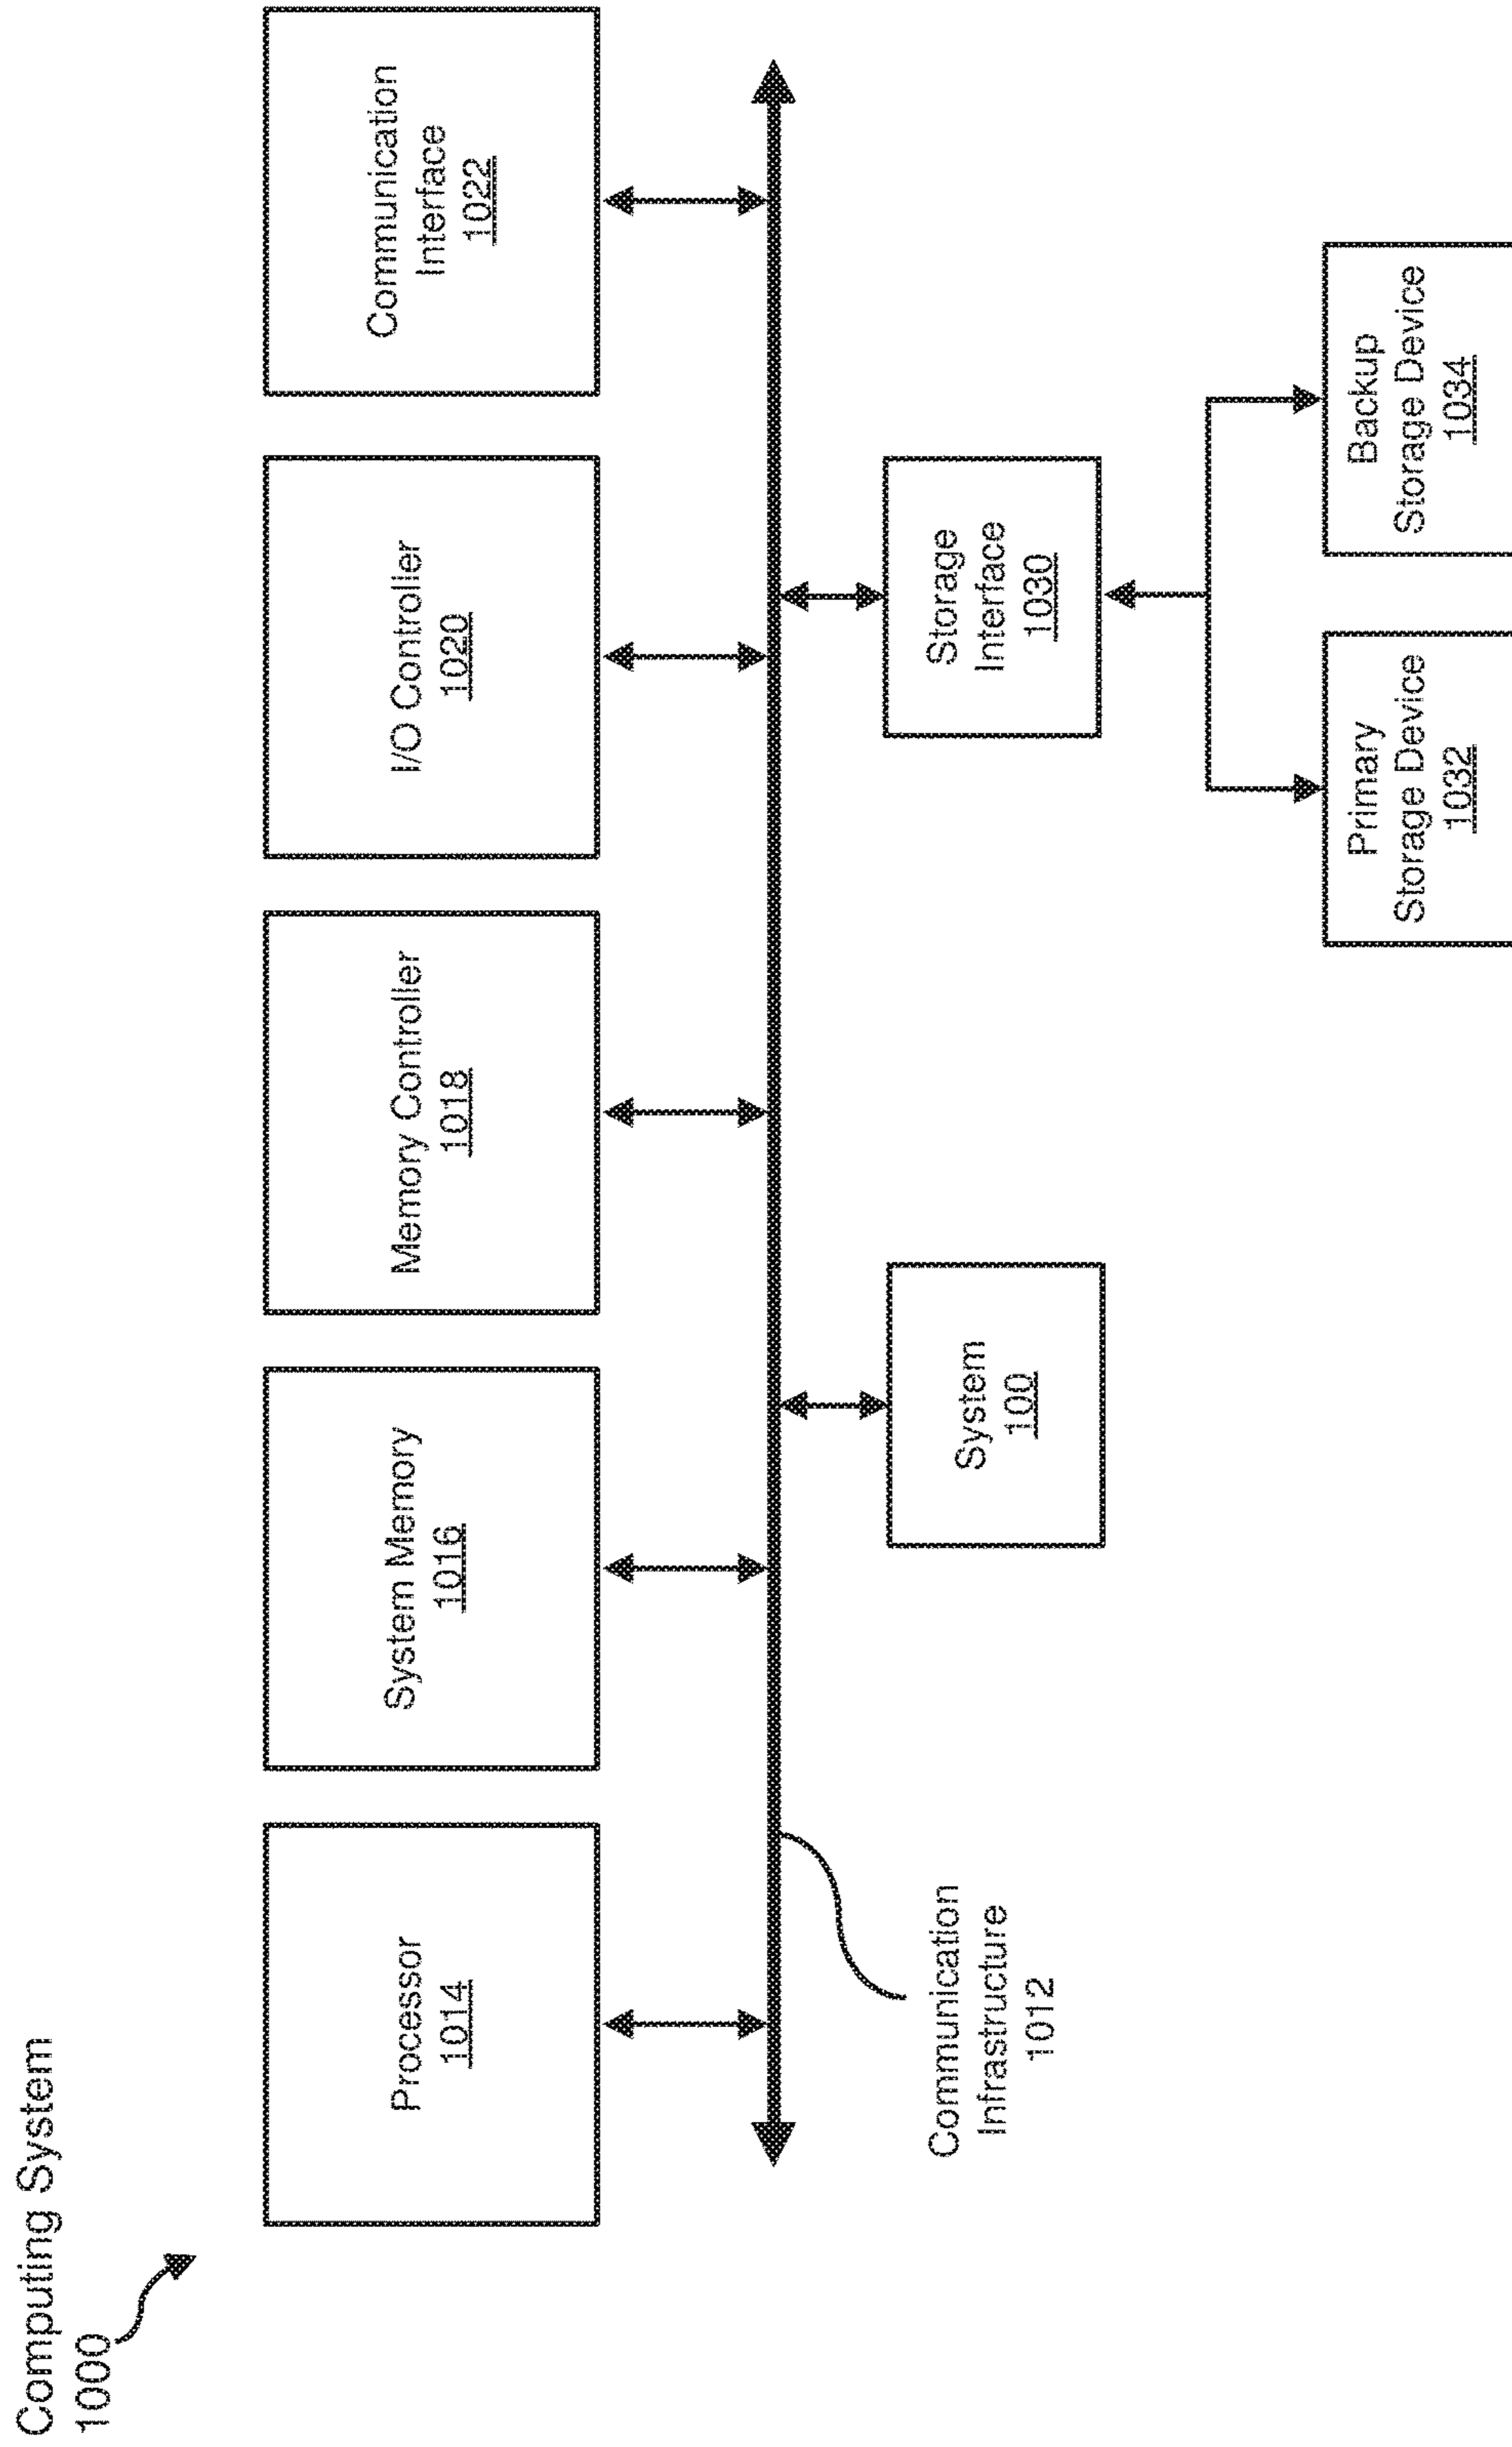 Computing System
1000
Processor
1014
System Memory
1016
Memory Controller
1018
I/O Controller
1020
Communication
Interface
1022
Communication
Infrastructure
1012
System
100
Storage
Interface
1030
Primary
Storage Device
1032
Backup
Storage Device
1034